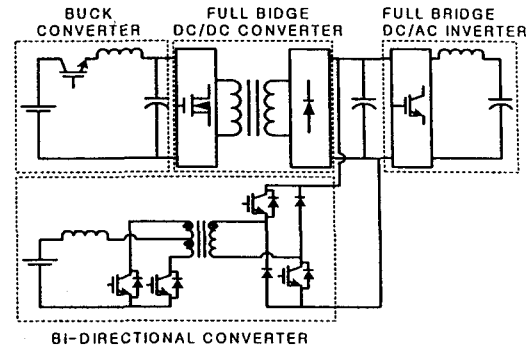 BUCK
CONVERTER
FULL BIDGE
DC/DC CONVERTER
FULL BRIDGE
DC/AC INVERTER
BI-DIRECTIONAL CONVERTER